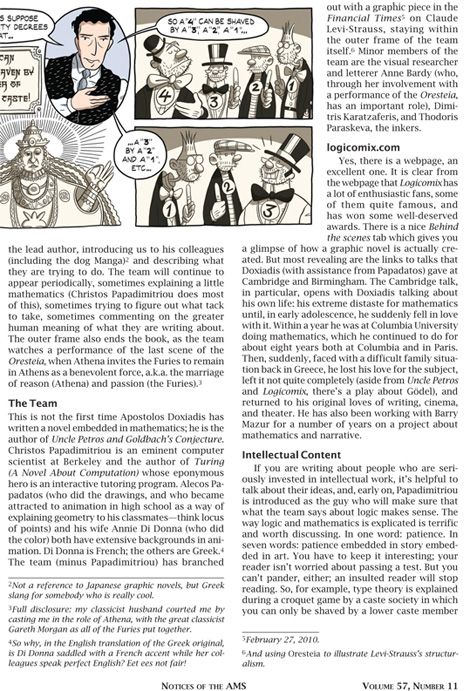 S SUPPOSE
TY DECREES
AT...
CAN
AVEN BY
ER OF
CASTE!
SO A "4" CAN BE SHAVED
BY A "3", A "2", A "1"...
4
3
2
...A "3"
BY A "2"
AND A "1",
ETC...
1
2
3
the lead author, introducing us to his colleagues
(including the dog Manga)2 and describing what
they are trying to do. The team will continue to
appear periodically, sometimes explaining a little
mathematics (Christos Papadimitriou does most
of this), sometimes trying to figure out what tack
to take, sometimes commenting on the greater
human meaning of what they are writing about.
The outer frame also ends the book, as the team
watches a performance of the last scene of the
Oresteia, when Athena invites the Furies to remain
in Athens as a benevolent force, a.k.a. the marriage
of reason (Athena) and passion (the Furies).3
The Team
This is not the first time Apostolos Doxiadis has
written a novel embedded in mathematics; he is the
author of Uncle Petros and Goldbach's Conjecture.
Christos Papadimitriou is an eminent computer
scientist at Berkeley and the author of Turing
(A Novel About Computation) whose eponymous
hero is an interactive tutoring program. Alecos Pa-
padatos (who did the drawings, and who became
attracted to animation in high school as a way of
explaining geometry to his classmates—think locus
of points) and his wife Annie Di Donna (who did
the color) both have extensive backgrounds in ani-
mation. Di Donna is French; the others are Greek.4
The team (minus Papadimitriou) has branched
2Not a reference to Japanese graphic novels, but Greek
slang for somebody who is really cool.
3Full disclosure: my classicist husband courted me by
casting me in the role of Athena, with the great classicist
Gareth Morgan as all of the Furies put together.
4So why, in the English translation of the Greek original,
is Di Donna saddled with a French accent while her col-
leagues speak perfect English? Eet ees not fair!
out with a graphic piece in the
Financial Times5 on Claude
Levi-Strauss, staying within
the outer frame of the team
itself.6 Minor members of the
team are the visual researcher
and letterer Anne Bardy (who,
through her involvement with
a performance of the Oresteia,
has an important role), Dimi-
tris Karatzaferis, and Thodoris
Paraskeva, the inkers.
logicomix.com
Yes, there is a webpage, an
excellent one. It is clear from
the webpage that Logicomix has
a lot of enthusiastic fans, some
of them quite famous, and
has won some well-deserved
awards. There is a nice Behind
the scenes tab which gives you
a glimpse of how a graphic novel is actually cre-
ated. But most revealing are the links to talks that
Doxiadis (with assistance from Papadatos) gave at
Cambridge and Birmingham. The Cambridge talk,
in particular, opens with Doxiadis talking about
his own life: his extreme distaste for mathematics
until, in early adolescence, he suddenly fell in love
with it. Within a year he was at Columbia University
doing mathematics, which he continued to do for
about eight years both at Columbia and in Paris.
Then, suddenly, faced with a difficult family situa-
tion back in Greece, he lost his love for the subject,
left it not quite completely (aside from Uncle Petros
and Logicomix, there's a play about Gödel), and
returned to his original loves of writing, cinema,
and theater. He has also been working with Barry
Mazur for a number of years on a project about
mathematics and narrative.
Intellectual Content
If you are writing about people who are seri-
ously invested in intellectual work, it's helpful to
talk about their ideas, and, early on, Papadimitriou
is introduced as the guy who will make sure that
what the team says about logic makes sense. The
way logic and mathematics is explicated is terrific
and worth discussing. In one word: patience. In
seven words: patience embedded in story embed-
ded in art. You have to keep it interesting; your
reader isn't worried about passing a test. But you
can't pander, either; an insulted reader will stop
reading. So, for example, type theory is explained
during a croquet game by a caste society in which
you can only be shaved by a lower caste member
5February 27, 2010.
6And using Oresteia to illustrate Levi-Strauss's structur-
alism.
NOTICES OF THE AMS
VOLUME 57, NUMBER 11